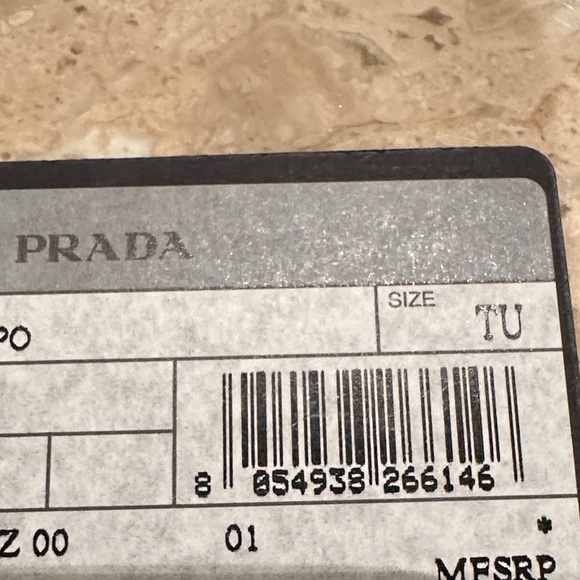 PRADA
SIZE
PO TU
8 054938 266146
Z 00 01 *
MFSRP